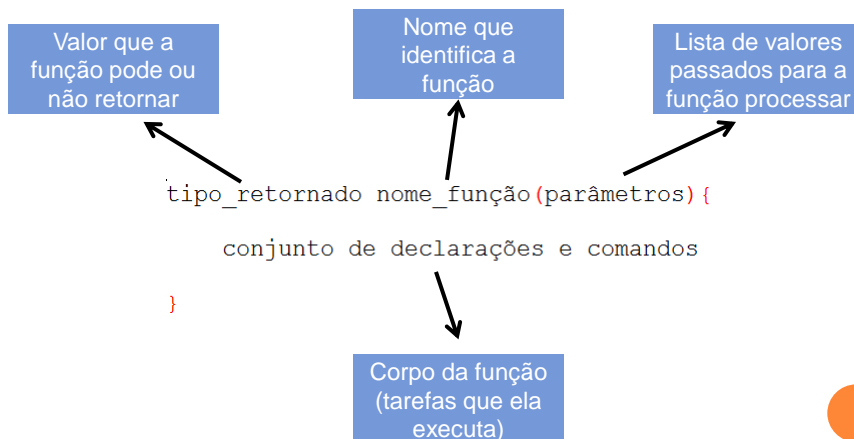 Valor que a
função pode ou
não retornar
Nome que
identifica a
função
Lista de valores
passados para a
função processar
tipo_retornado nome_função(parâmetros){
conjunto de declarações e comandos
}
Corpo da função
(tarefas que ela
executa)